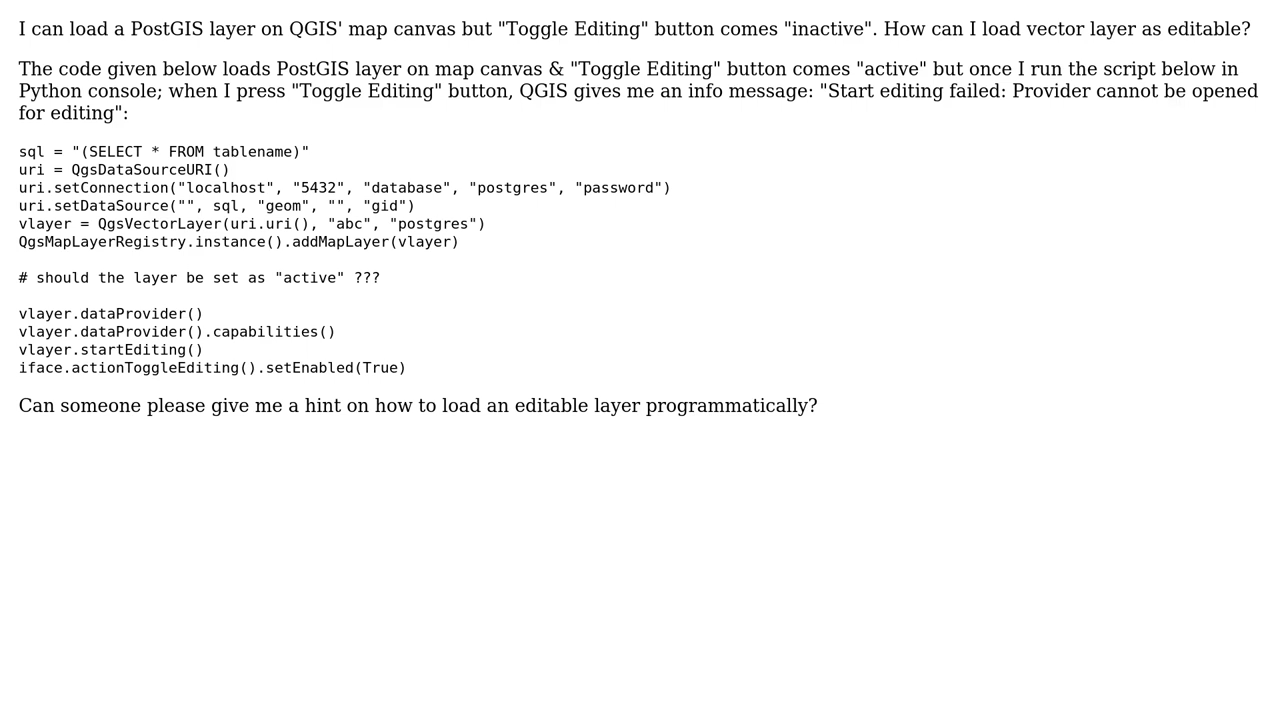 I can load a PostGIS layer on QGIS' map canvas but "Toggle Editing" button comes "inactive". How can I load vector layer as editable?
The code given below loads PostGIS layer on map canvas & "Toggle Editing" button comes "active" but once I run the script below in
Python console; when I press "Toggle Editing" button, QGIS gives me an info message: "Start editing failed: Provider cannot be opened
for editing":
sql = "(SELECT * FROM tablename)"
uri = QgsDataSourceURI()
uri.setConnection("localhost", "5432", "database", "postgres", "password")
uri.setDataSource("", sql, "geom", "", "gid")
vlayer = QgsVectorLayer(uri.uri(), "abc", "postgres")
QgsMapLayerRegistry.instance().addMapLayer(vlayer)
# should the layer be set as "active" ???
vlayer.dataProvider()
vlayer.dataProvider().capabilities()
vlayer.startEditing()
iface.actionToggleEditing().setEnabled(True)
Can someone please give me a hint on how to load an editable layer programmatically?